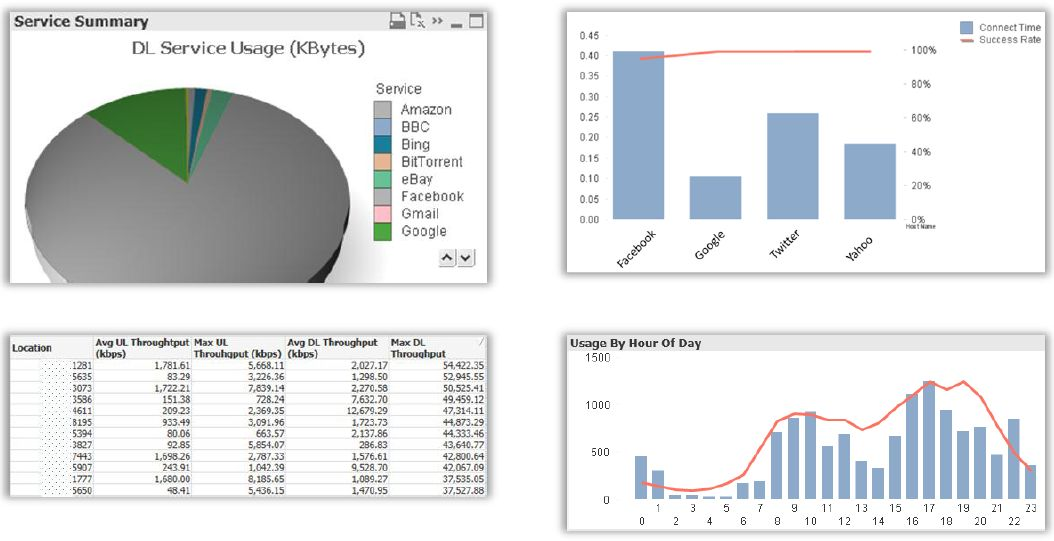 Service Summary
DL Service Usage (KBytes)
Service
Amazon
BBC
Bing
BitTorrent
eBay
Facebook
Gmail
Google
Connect Time
Success Rate
0.45
0.40
0.35
0.30
0.25
0.20
0.15
0.10
0.05
0.00
100%
80%
60%
40%
20%
0%
Host Name
Facebook
Google
Twitter
Yahoo
Location Avg UL Throughtput (kbps) Max UL Throughput (kbps) Avg DL Throughput (kbps) Max DL Throughput
1281 1,781.61 5,668.11 2,027.17 54,422.35
5635 83.29 3,226.36 1,298.50 52,945.55
3073 1,722.21 7,839.14 2,270.58 50,525.41
3586 151.38 728.24 7,632.70 49,459.12
4611 209.23 2,369.35 12,679.29 47,314.11
8195 933.49 3,091.96 1,723.73 44,873.29
5394 80.06 663.57 2,137.86 44,333.46
3827 92.85 5,854.07 286.83 43,640.77
7443 1,698.26 2,787.33 1,576.61 42,800.64
5907 243.91 1,042.39 9,528.70 42,067.09
1777 1,680.00 8,185.65 1,089.27 37,535.05
5650 48.41 5,436.15 1,470.95 37,527.88
Usage By Hour Of Day
1500
1000
500
0
1 3 5 7 9 11 13 15 17 19 21 23
0 2 4 6 8 10 12 14 16 18 20 22